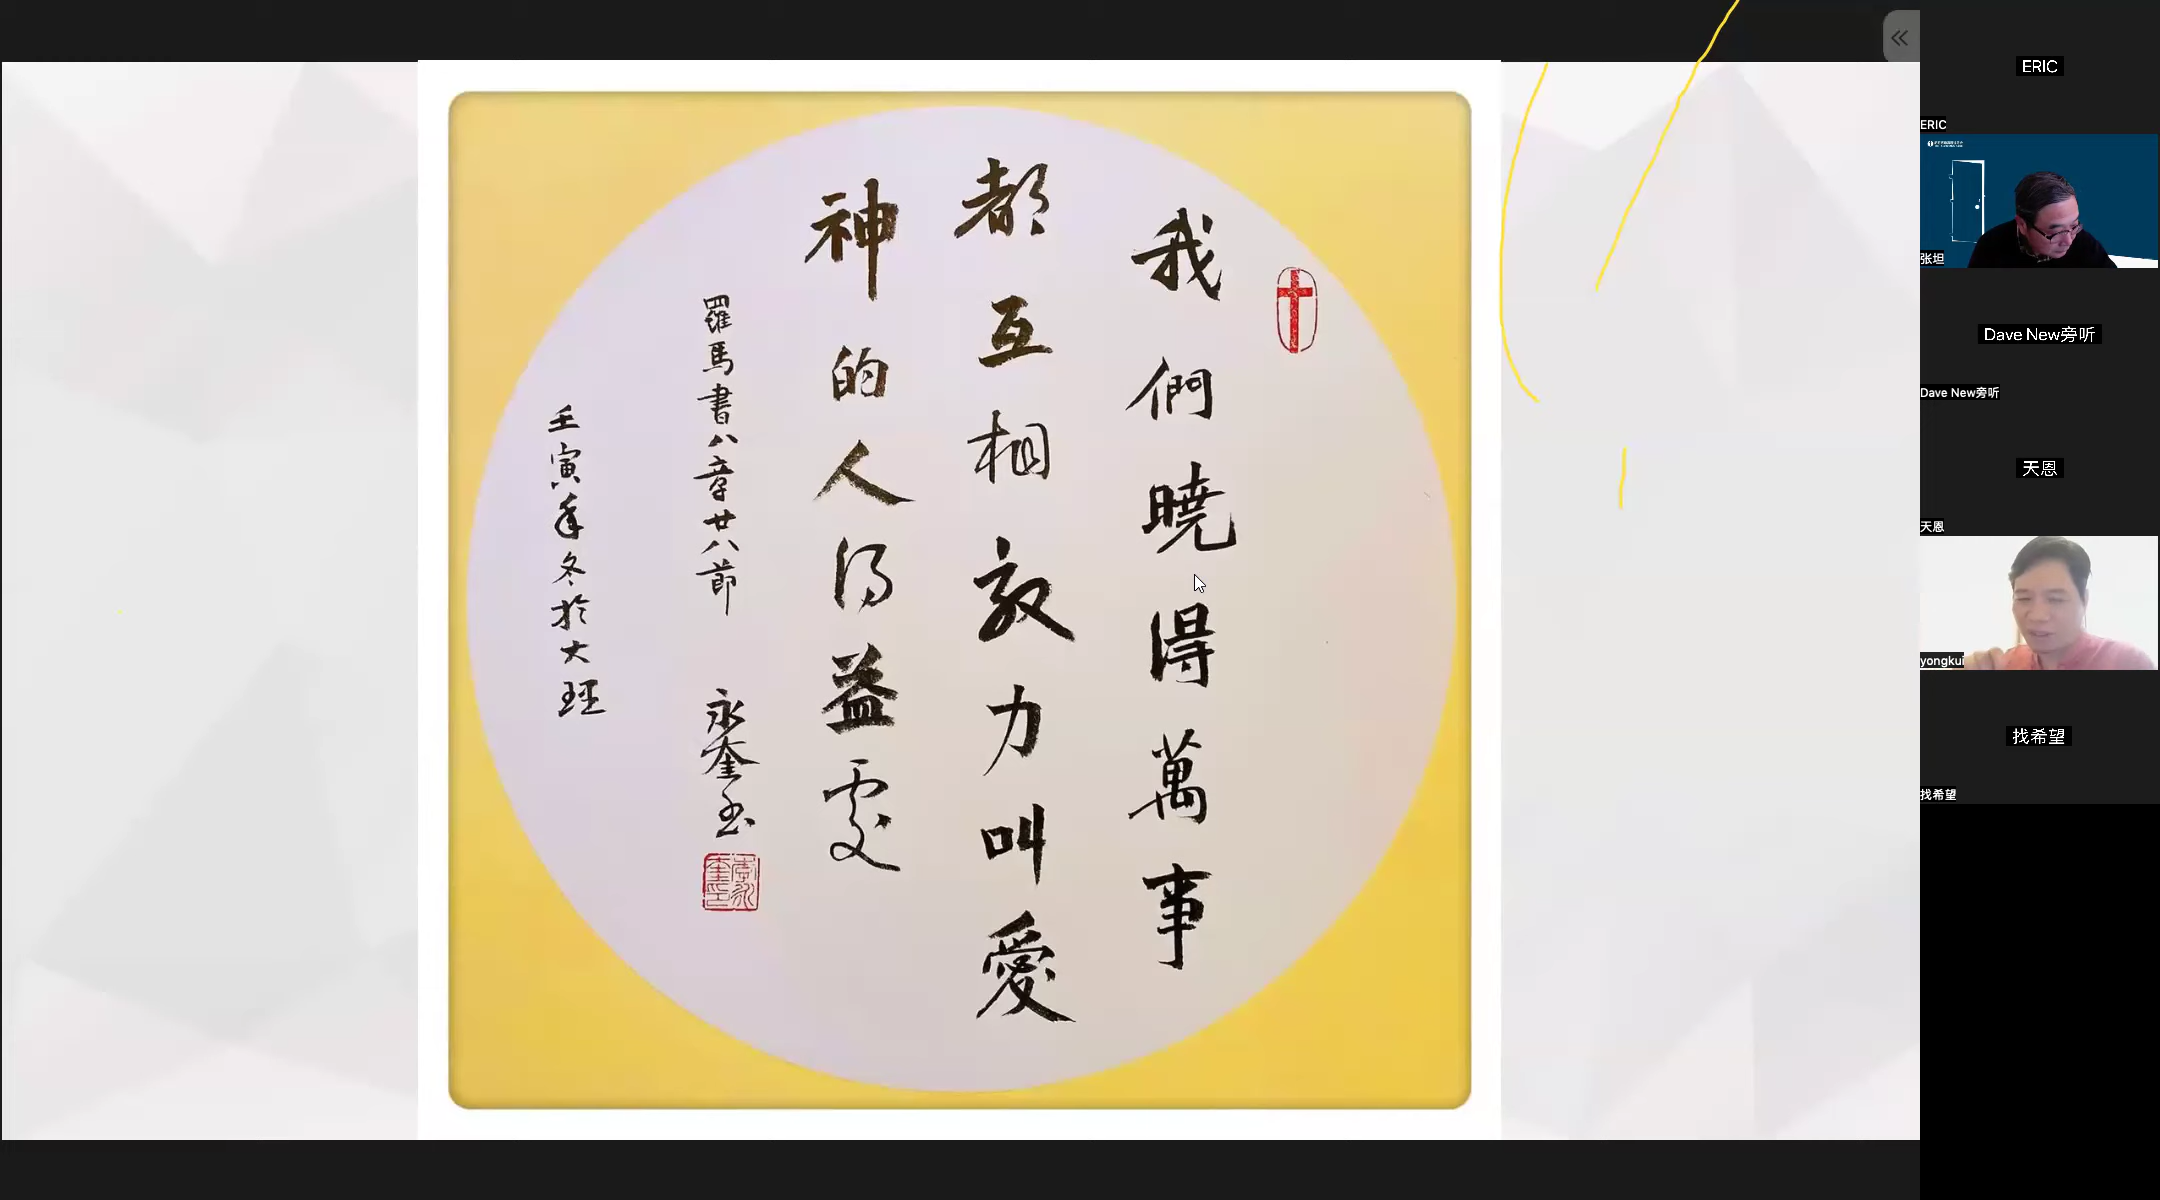 我們曉得萬事
都互相效力叫愛
神的人得益處
羅馬書八章廿八節 永奎書
壬寅年冬於大理
ERIC
ERIC
张坦
Dave New旁听
Dave New旁听
天恩
天恩
yongkui
找希望
找希望